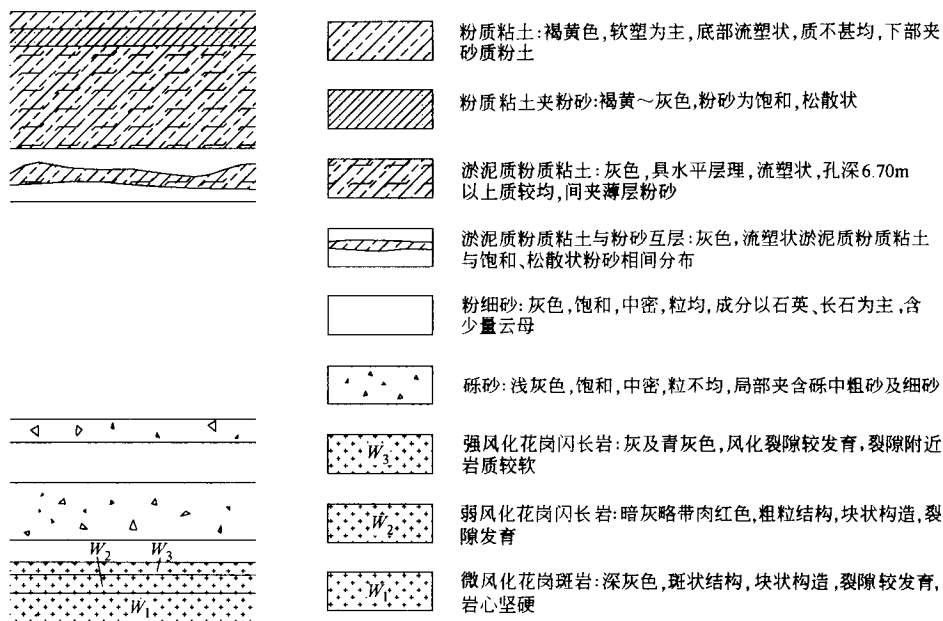 粉质粘土:褐黄色,软塑为主,底部流塑状,质不甚均,下部夹
砂质粉土
粉质粘土夹粉砂:褐黄~灰色,粉砂为饱和,松散状
淤泥质粉质粘土:灰色,具水平层理,流塑状,孔深6.70m
以上质较均,间夹薄层粉砂
淤泥质粉质粘土与粉砂互层:灰色,流塑状淤泥质粉质粘土
与饱和、松散状粉砂相间分布
粉细砂:灰色,饱和,中密,粒均,成分以石英、长石为主,含
少量云母
砾砂:浅灰色,饱和,中密,粒不均,局部夹含砾中粗砂及细砂
W3
强风化花岗闪长岩:灰及青灰色,风化裂隙较发育,裂隙附近
岩质较软
W2
弱风化花岗闪长岩:暗灰略带肉红色,粗粒结构,块状构造,裂
隙发育
W1
微风化花岗斑岩:深灰色,斑状结构,块状构造,裂隙较发育,
岩心坚硬
W2 W3
W1